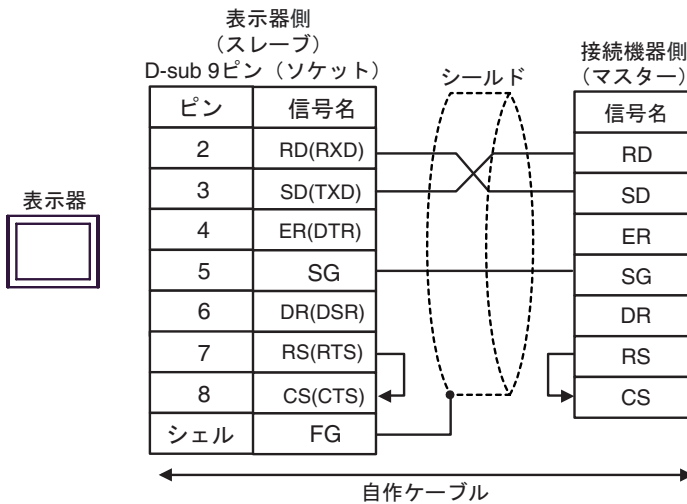 表示器側
（スレーブ）
D-sub 9ピン（ソケット）
シールド
接続機器側
（マスター）
ピン 信号名
信号名
2 RD(RXD)
RD
3 SD(TXD)
SD
表示器
4 ER(DTR)
ER
5 SG
SG
6 DR(DSR)
DR
7 RS(RTS)
RS
8 CS(CTS)
CS
シェル FG
自作ケーブル